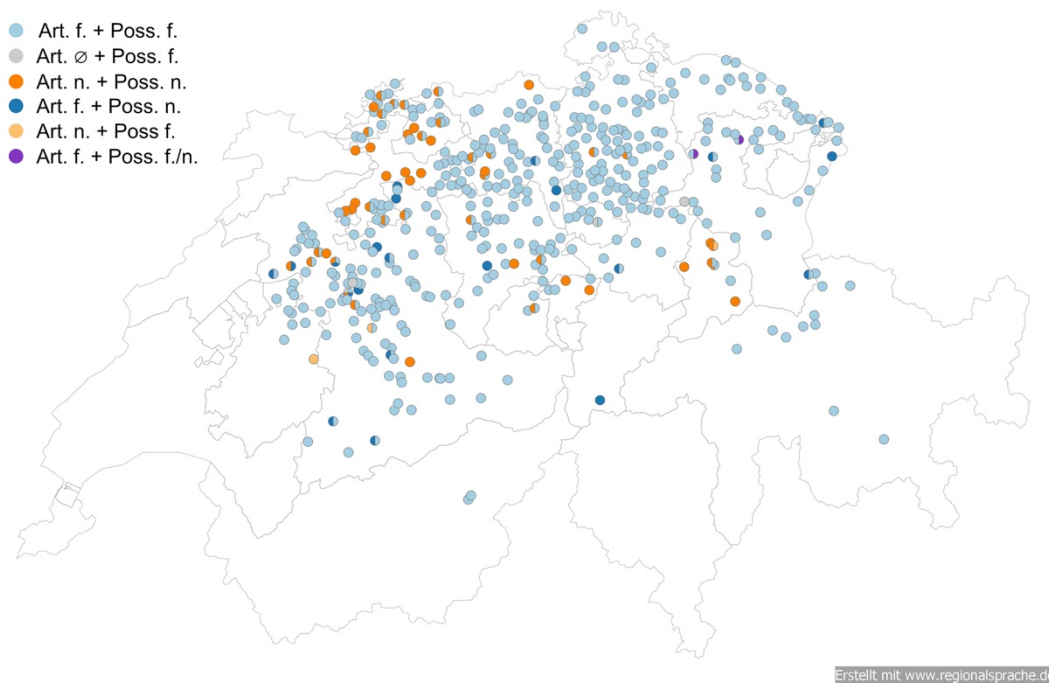 Art. f. + Poss. f.
Art. ∅ + Poss. f.
Art. n. + Poss. n.
Art. f. + Poss. n.
Art. n. + Poss f.
Art. f. + Poss. f./n.
Erstellt mit www.regionalsprache.de